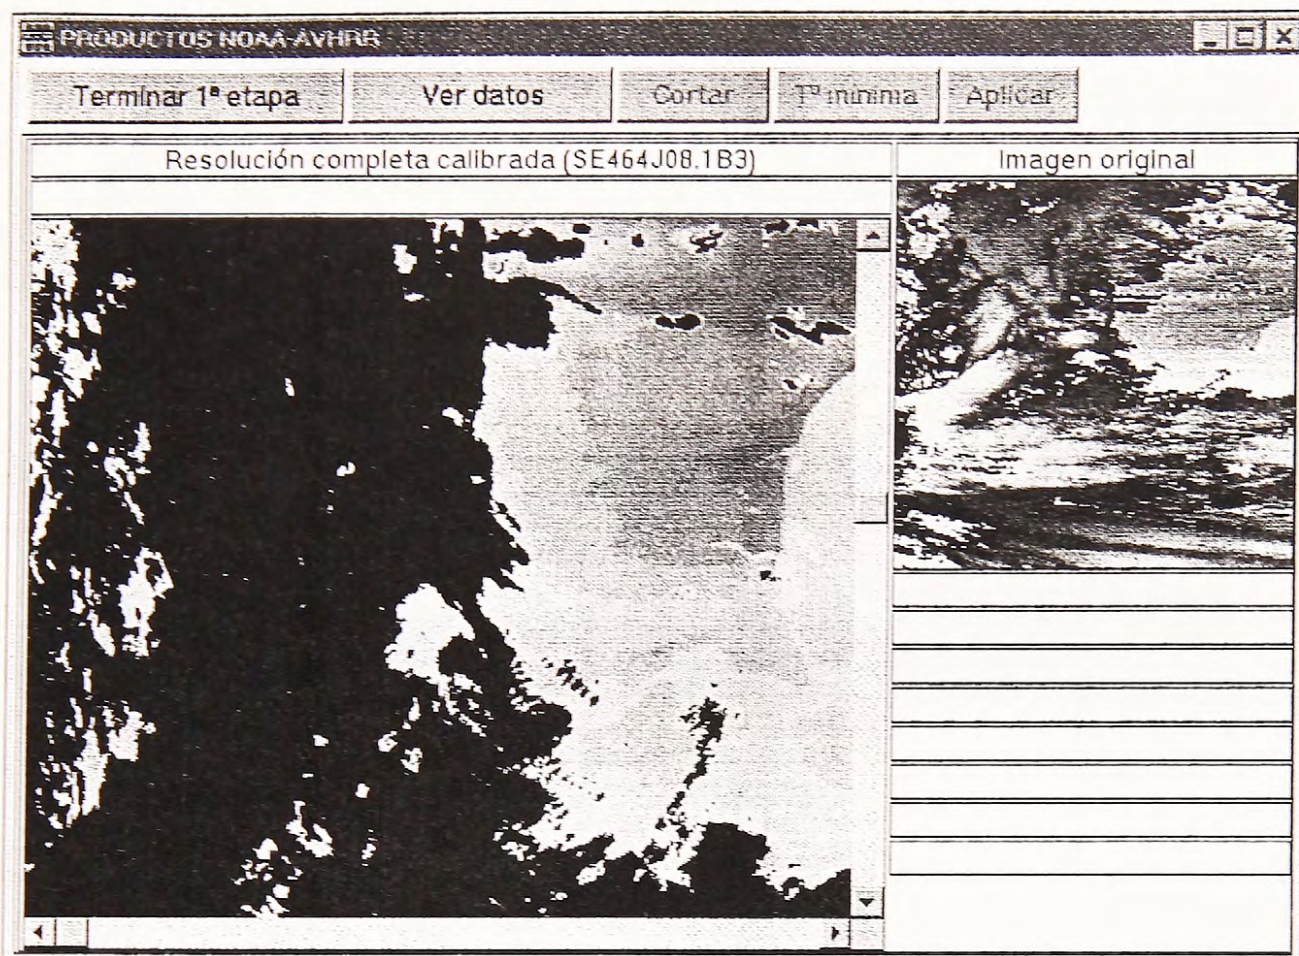 PRODUCTOS NOAA-AVHRR
Terminar 1ª etapa
Ver datos
Cortar
Tª mínima
Aplicar
Resolución completa calibrada (SE464J08.1B3)
Imagen original